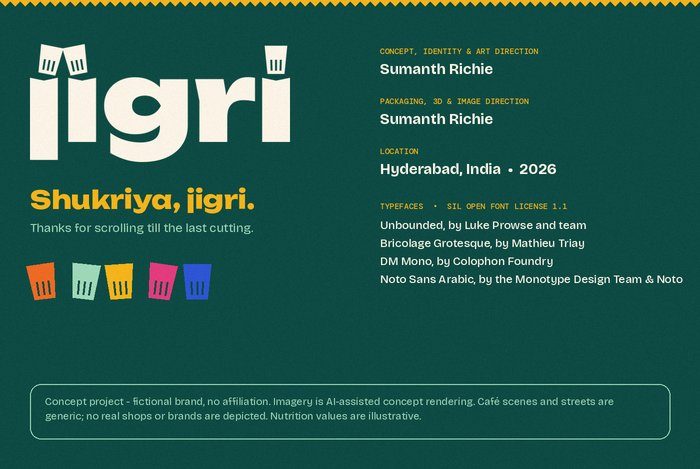 jigri
Shukriya, jigri.
Thanks for scrolling till the last cutting.
CONCEPT, IDENTITY & ART DIRECTION
Sumanth Richie
PACKAGING, 3D & IMAGE DIRECTION
Sumanth Richie
LOCATION
Hyderabad, India • 2026
TYPEFACES • SIL OPEN FONT LICENSE 1.1
Unbounded, by Luke Prowse and team
Bricolage Grotesque, by Mathieu Triay
DM Mono, by Colophon Foundry
Noto Sans Arabic, by the Monotype Design Team & Noto
Concept project - fictional brand, no affiliation. Imagery is AI-assisted concept rendering. Café scenes and streets are
generic; no real shops or brands are depicted. Nutrition values are illustrative.